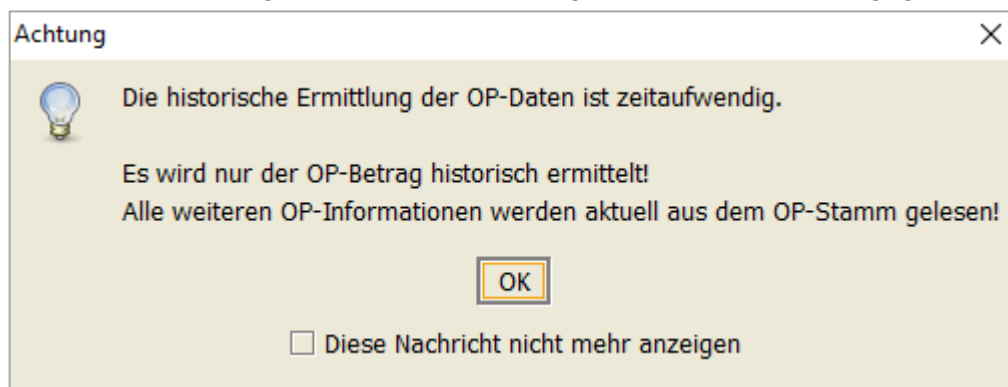 Achtung
Die historische Ermittlung der OP-Daten ist zeitaufwendig.
Es wird nur der OP-Betrag historisch ermittelt!
Alle weiteren OP-Informationen werden aktuell aus dem OP-Stamm gelesen!
OK
Diese Nachricht nicht mehr anzeigen